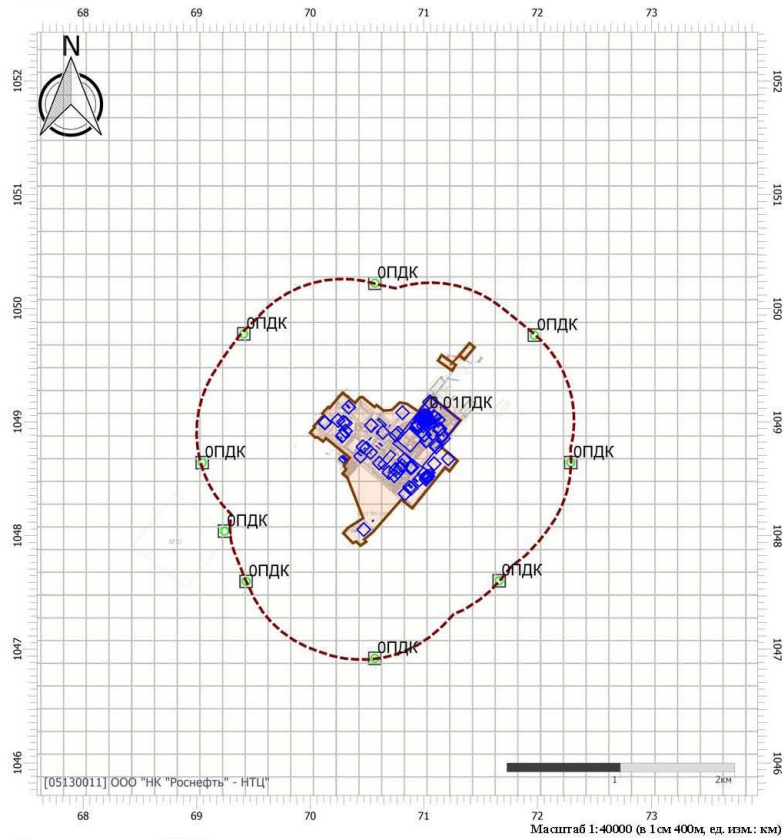 68 69 70 71 72 73
N
1052 1052
1051 1051
0ПДК
1050 1050
0ПДК 0ПДК
0.01ПДК
1049 1049
0ПДК 0ПДК
0ПДК
1048 1048
0ПДК 0ПДК
0ПДК
1047 1047
1046 1046
[05130011] ООО "НК "Роснефть" - НТЦ"
1 2км
68 69 70 71 72 73
Масштаб 1:40000 (в 1см 400м, ед. изм.: км)